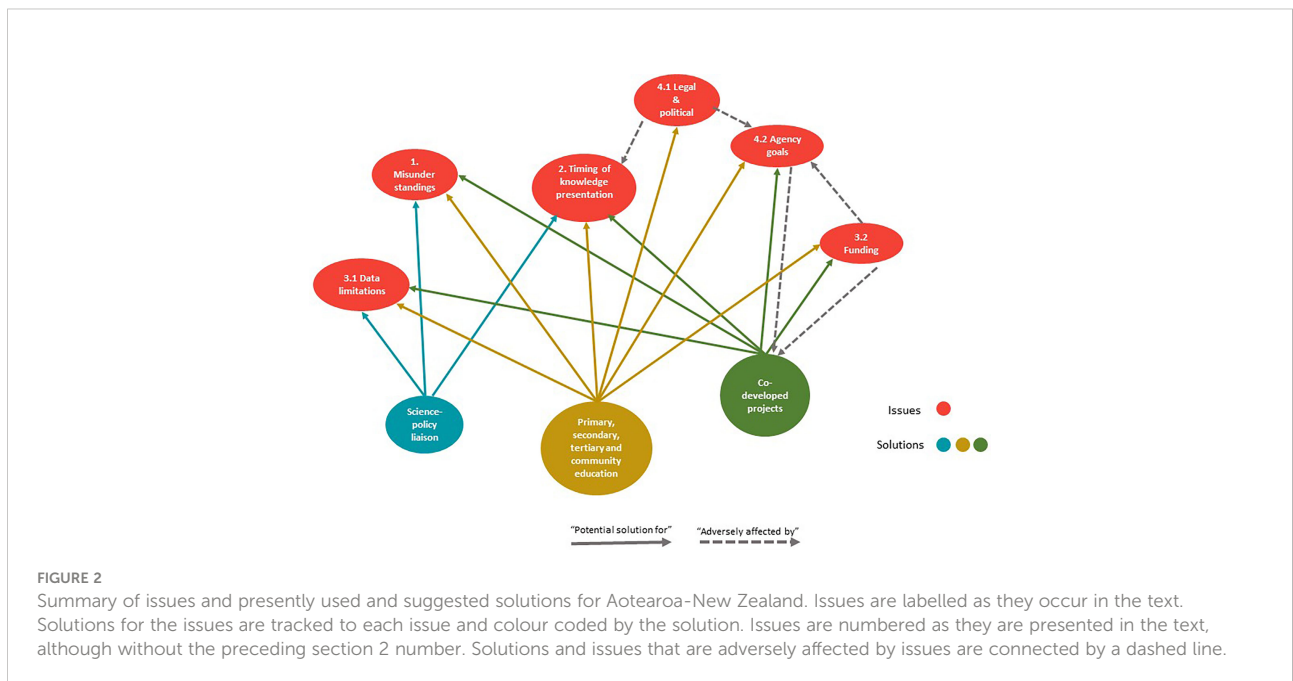 4.1 Legal
&
political
4.2 Agency
goals
1.
Misunder
standings
2. Timing of
knowledge
presentation
3.2
Funding
3.1 Data
limitations
Science-
policy
liaison
Primary,
secondary,
tertiary and
community
education
Co-
developed
projects
Issues
Solutions
"Potential solution for"
"Adversely affected by"
FIGURE 2
Summary of issues and presently used and suggested solutions for Aotearoa-New Zealand. Issues are labelled as they occur in the text.
Solutions for the issues are tracked to each issue and colour coded by the solution. Issues are numbered as they are presented in the text,
although without the preceding section 2 number. Solutions and issues that are adversely affected by issues are connected by a dashed line.